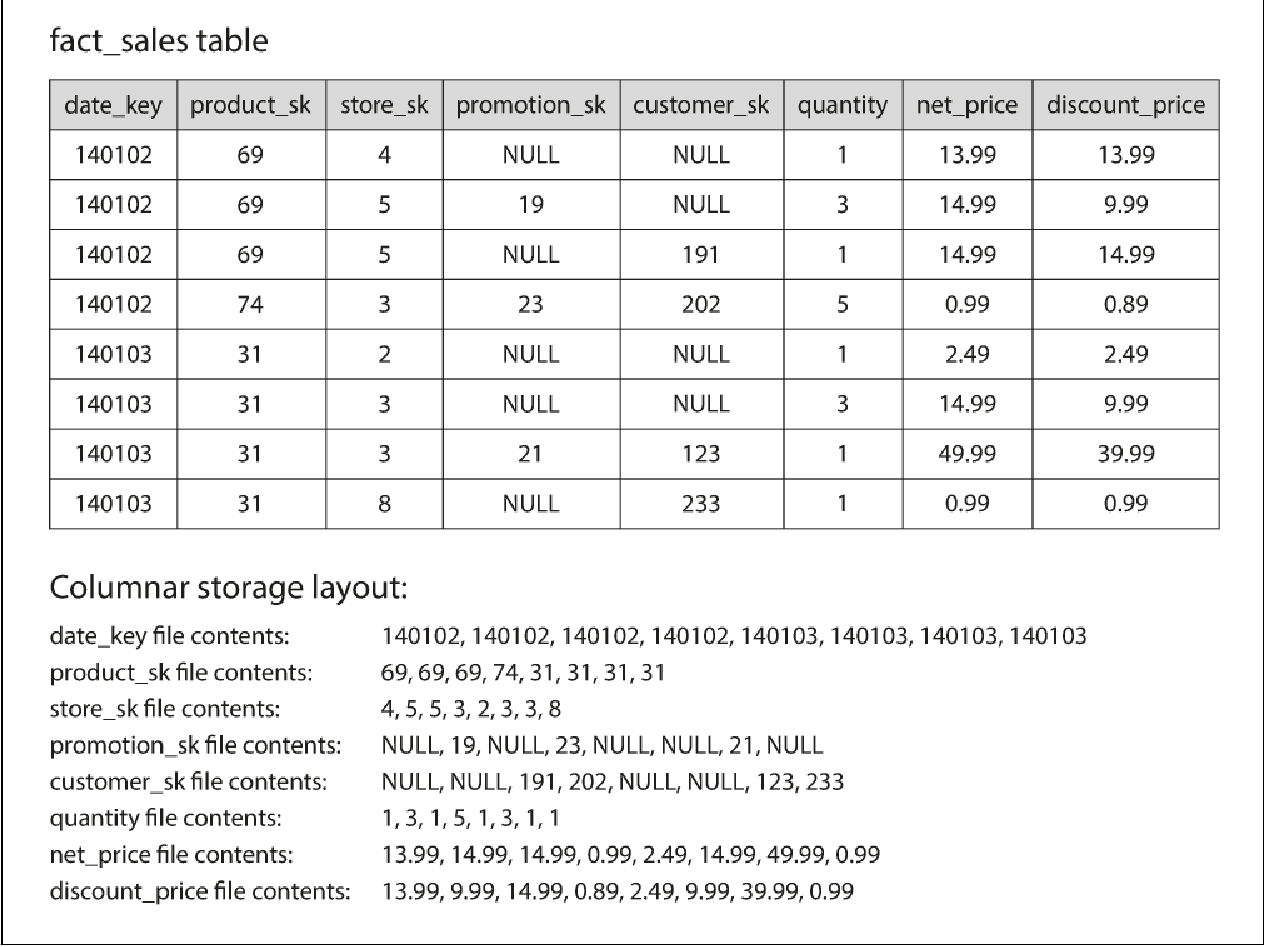 fact_sales table
date_key product_sk store_sk promotion_sk customer_sk quantity net_price discount_price
140102 69 4 NULL NULL 1 13.99 13.99
140102 69 5 19 NULL 3 14.99 9.99
140102 69 5 NULL 191 1 14.99 14.99
140102 74 3 23 202 5 0.99 0.89
140103 31 2 NULL NULL 1 2.49 2.49
140103 31 3 NULL NULL 3 14.99 9.99
140103 31 3 21 123 1 49.99 39.99
140103 31 8 NULL 233 1 0.99 0.99
Columnar storage layout:
date_key file contents: 140102, 140102, 140102, 140102, 140103, 140103, 140103, 140103
product_sk file contents: 69, 69, 69, 74, 31, 31, 31, 31
store_sk file contents: 4, 5, 5, 3, 2, 3, 3, 8
promotion_sk file contents: NULL, 19, NULL, 23, NULL, NULL, 21, NULL
customer_sk file contents: NULL, NULL, 191, 202, NULL, NULL, 123, 233
quantity file contents: 1, 3, 1, 5, 1, 3, 1, 1
net_price file contents: 13.99, 14.99, 14.99, 0.99, 2.49, 14.99, 49.99, 0.99
discount_price file contents: 13.99, 9.99, 14.99, 0.89, 2.49, 9.99, 39.99, 0.99